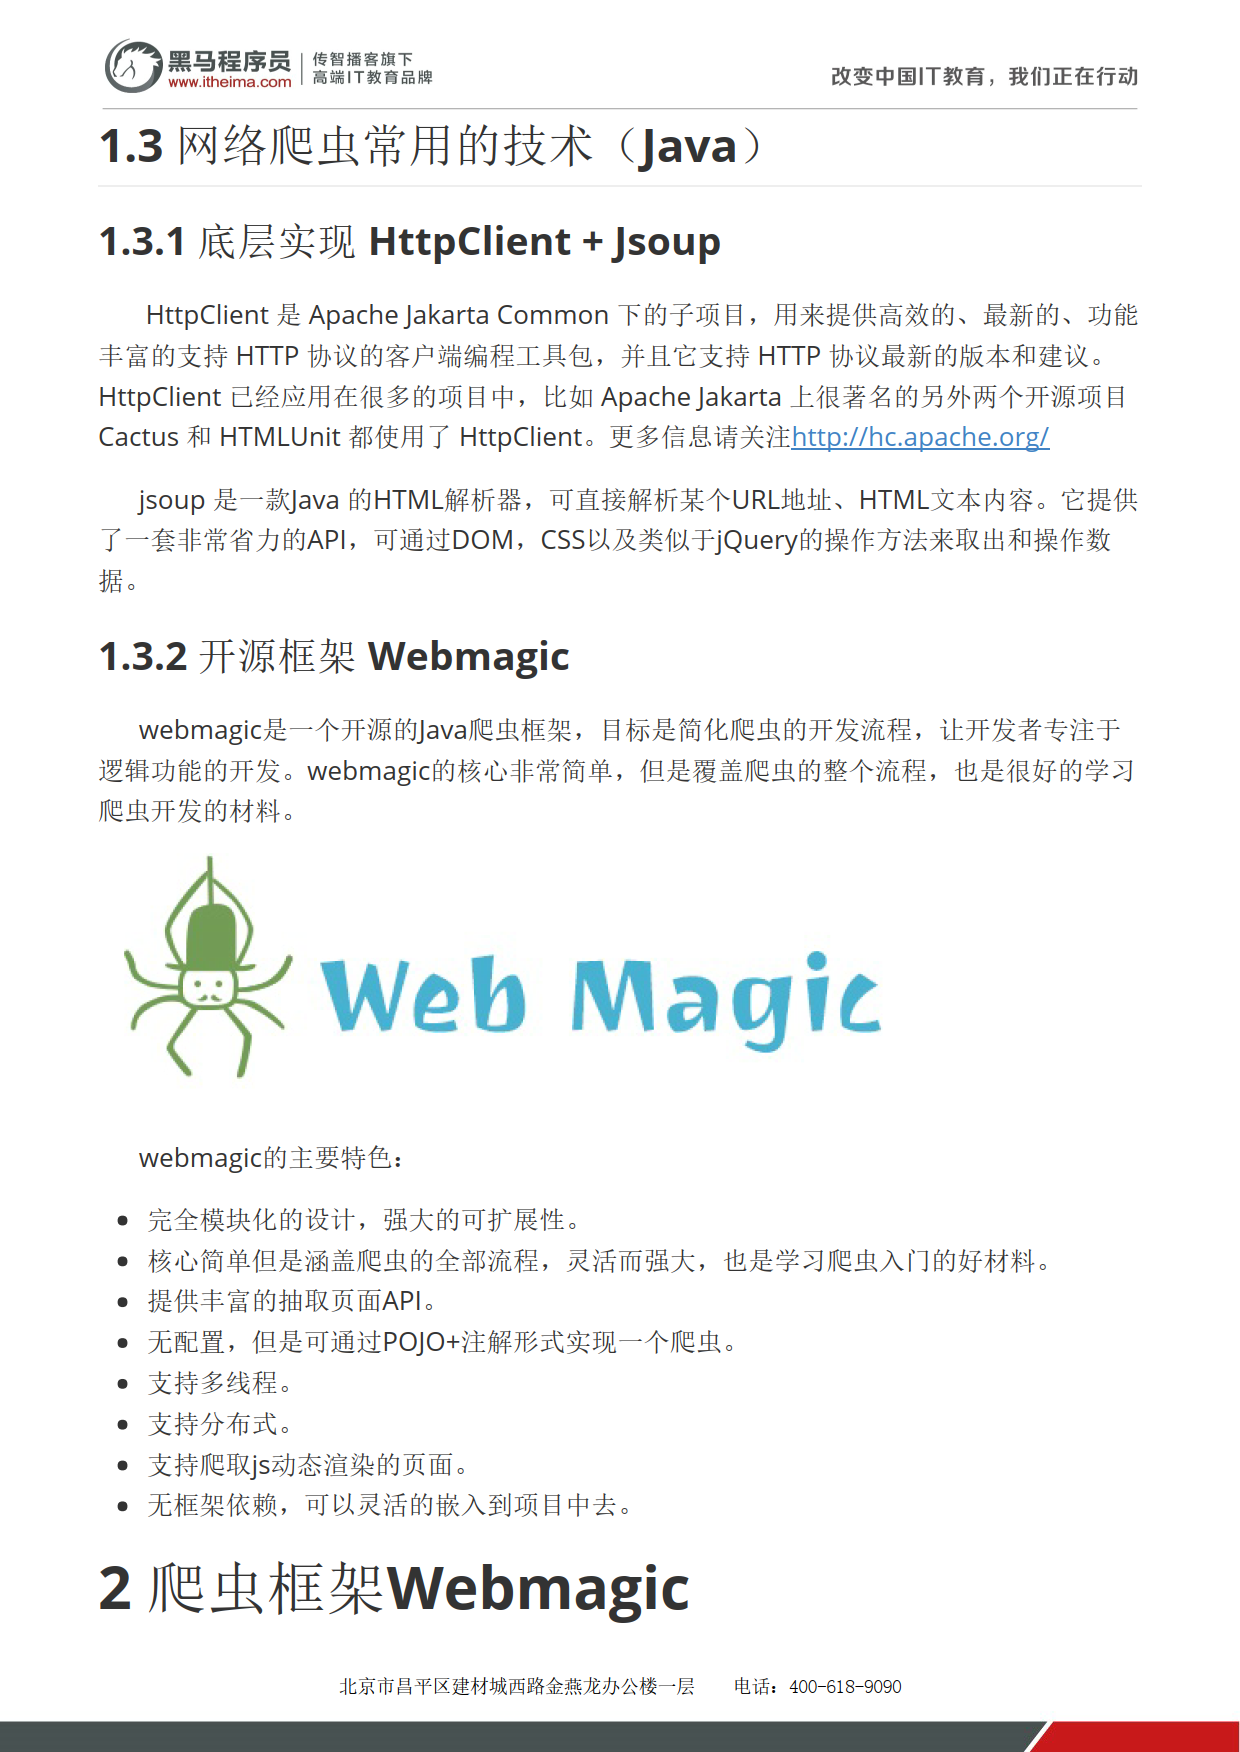 黑马程序员
www.itheima.com
传智播客旗下
高端IT教育品牌
改变中国IT教育，我们正在行动
1.3 网络爬虫常用的技术（Java）
1.3.1 底层实现 HttpClient + Jsoup
HttpClient 是 Apache Jakarta Common 下的子项目，用来提供高效的、最新的、功能
丰富的支持 HTTP 协议的客户端编程工具包，并且它支持 HTTP 协议最新的版本和建议。
HttpClient 已经应用在很多的项目中，比如 Apache Jakarta 上很著名的另外两个开源项目
Cactus 和 HTMLUnit 都使用了 HttpClient。更多信息请关注http://hc.apache.org/
jsoup 是一款Java 的HTML解析器，可直接解析某个URL地址、HTML文本内容。它提供
了一套非常省力的API，可通过DOM，CSS以及类似于jQuery的操作方法来取出和操作数
据。
1.3.2 开源框架 Webmagic
webmagic是一个开源的Java爬虫框架，目标是简化爬虫的开发流程，让开发者专注于
逻辑功能的开发。webmagic的核心非常简单，但是覆盖爬虫的整个流程，也是很好的学习
爬虫开发的材料。
Web Magic
webmagic的主要特色：
• 完全模块化的设计，强大的可扩展性。
• 核心简单但是涵盖爬虫的全部流程，灵活而强大，也是学习爬虫入门的好材料。
• 提供丰富的抽取页面API。
• 无配置，但是可通过POJO+注解形式实现一个爬虫。
• 支持多线程。
• 支持分布式。
• 支持爬取js动态渲染的页面。
• 无框架依赖，可以灵活的嵌入到项目中去。
2 爬虫框架Webmagic
北京市昌平区建材城西路金燕龙办公楼一层 电话：400-618-9090